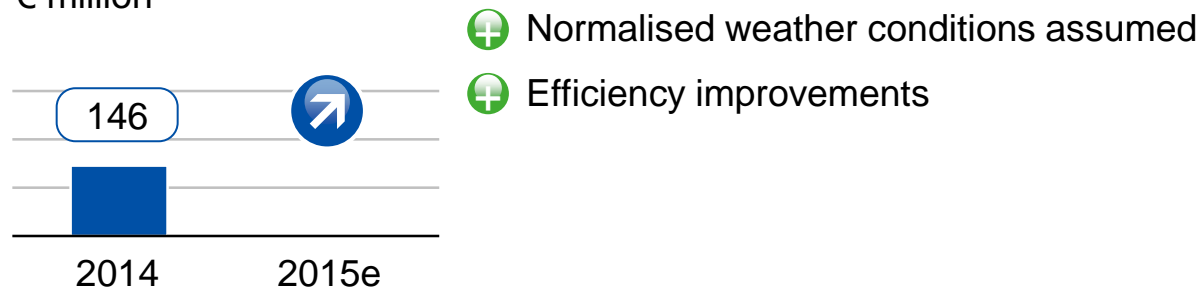 € million
Normalised weather conditions assumed
Efficiency improvements
146
2014 2015e